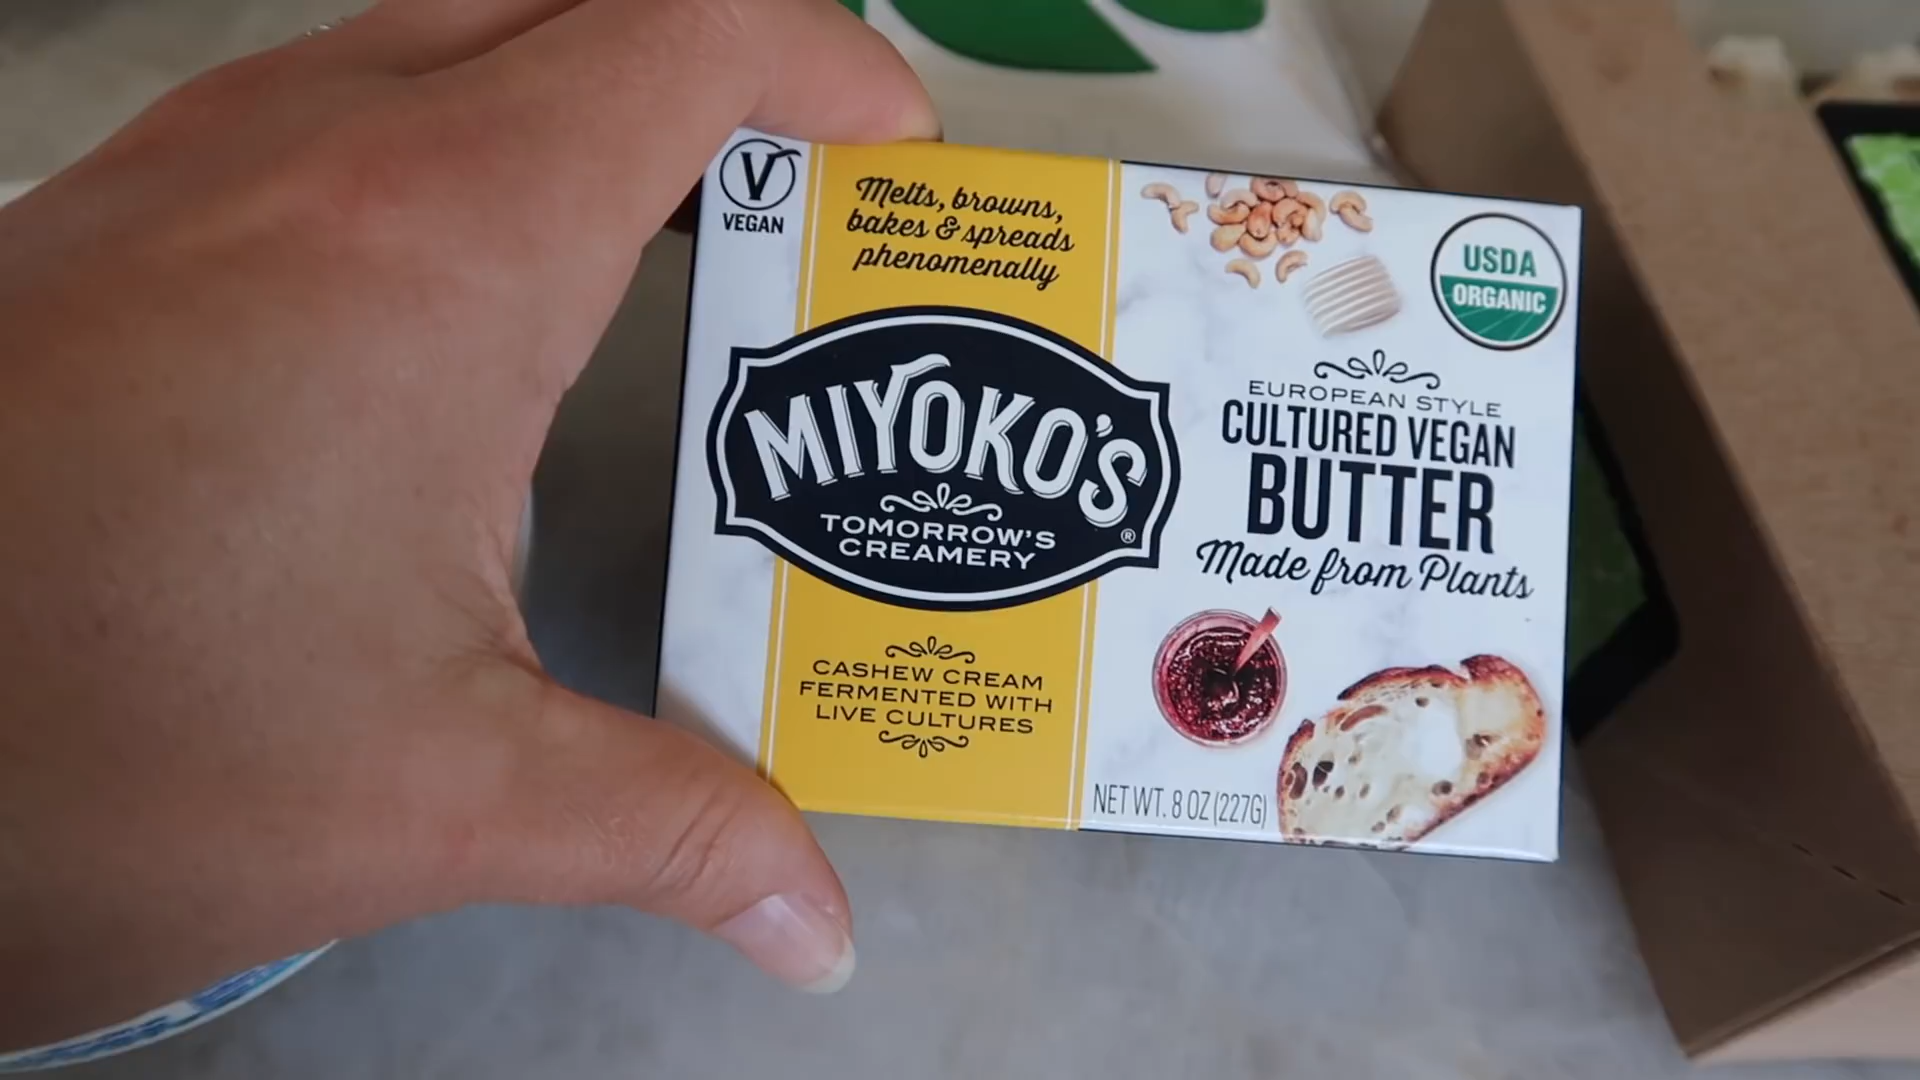 V
VEGAN
Melts, browns,
bakes & spreads
phenomenally
MIYOKO'S®
TOMORROW'S
CREAMERY
CASHEW CREAM
FERMENTED WITH
LIVE CULTURES
USDA
ORGANIC
EUROPEAN STYLE
CULTURED VEGAN
BUTTER
Made from Plants
NET WT. 8 OZ (227G)